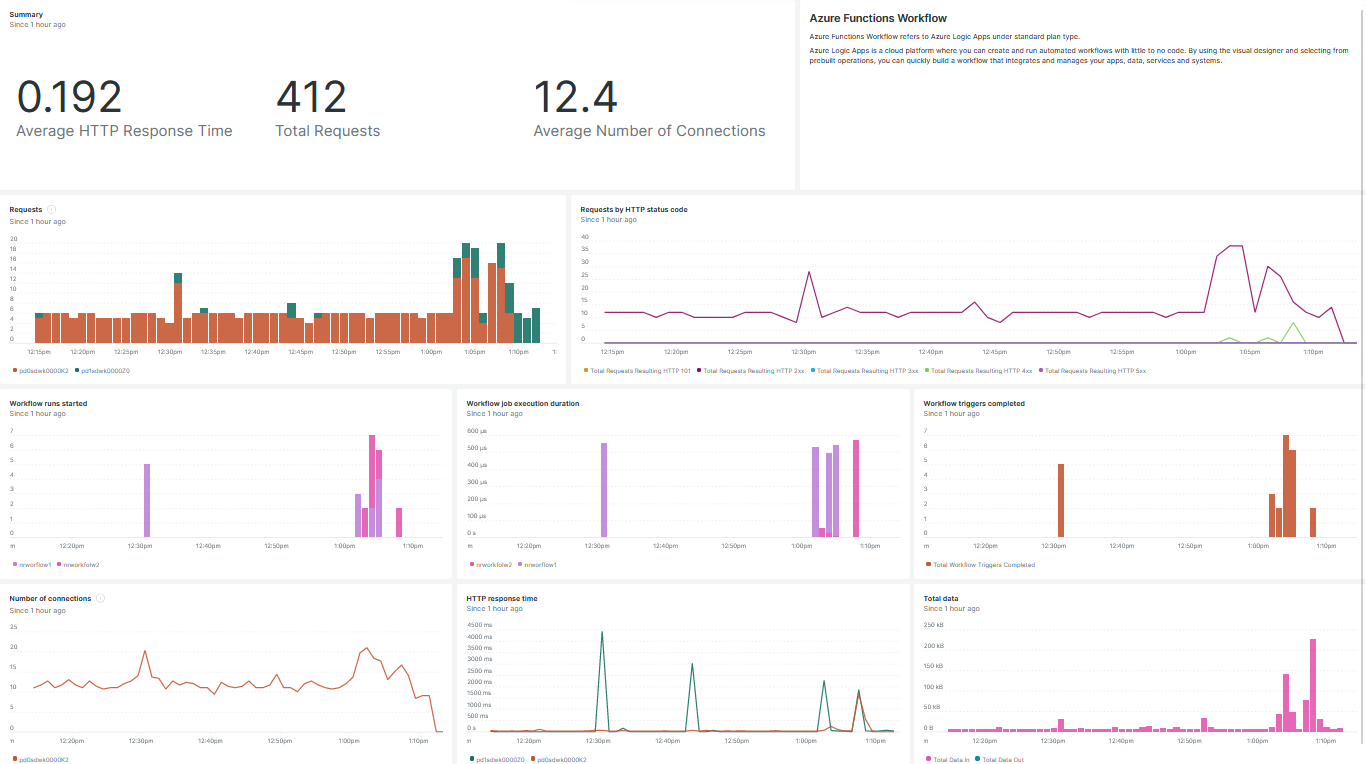 Summary
Since 1 hour ago
0.192
Average HTTP Response Time
412
Total Requests
12.4
Average Number of Connections
Azure Functions Workflow
Azure Functions Workflow refers to Azure Logic Apps under standard plan type.
Azure Logic Apps is a cloud platform where you can create and run automated workflows with little to no code. By using the visual designer and selecting from
prebuilt operations, you can quickly build a workflow that integrates and manages your apps, data, services and systems.
Requests
Since 1 hour ago
20
18
16
14
12
10
8
6
4
2
0
12:15pm 12:20pm 12:25pm 12:30pm 12:35pm 12:40pm 12:45pm 12:50pm 12:55pm 1:00pm 1:05pm 1:10pm 1:
pd0sdwk0000K2 pd1sdwk0000Z0
Requests by HTTP status code
Since 1 hour ago
40
35
30
25
20
15
10
5
0
12:15pm 12:20pm 12:25pm 12:30pm 12:35pm 12:40pm 12:45pm 12:50pm 12:55pm 1:00pm 1:05pm 1:10pm
Total Requests Resulting HTTP 101 Total Requests Resulting HTTP 2xx Total Requests Resulting HTTP 3xx Total Requests Resulting HTTP 4xx Total Requests Resulting HTTP 5xx
Workflow runs started
Since 1 hour ago
7
6
5
4
3
2
1
0
m 12:20pm 12:30pm 12:40pm 12:50pm 1:00pm 1:10pm
nrworflow1 nrworkfolw2
Workflow job execution duration
Since 1 hour ago
600 µs
500 µs
400 µs
300 µs
200 µs
100 µs
0 s
m 12:20pm 12:30pm 12:40pm 12:50pm 1:00pm 1:10pm
nrworkfolw2 nrworflow1
Workflow triggers completed
Since 1 hour ago
7
6
5
4
3
2
1
0
m 12:20pm 12:30pm 12:40pm 12:50pm 1:00pm 1:10pm
Total Workflow Triggers Completed
Number of connections
Since 1 hour ago
25
20
15
10
5
0
m 12:20pm 12:30pm 12:40pm 12:50pm 1:00pm 1:10pm
pd0sdwk0000K2
HTTP response time
Since 1 hour ago
4500 ms
4000 ms
3500 ms
3000 ms
2500 ms
2000 ms
1500 ms
1000 ms
500 ms
0 s
m 12:20pm 12:30pm 12:40pm 12:50pm 1:00pm 1:10pm
pd1sdwk0000Z0 pd0sdwk0000K2
Total data
Since 1 hour ago
250 kB
200 kB
150 kB
100 kB
50 kB
0 B
m 12:20pm 12:30pm 12:40pm 12:50pm 1:00pm 1:10pm
Total Data In Total Data Out